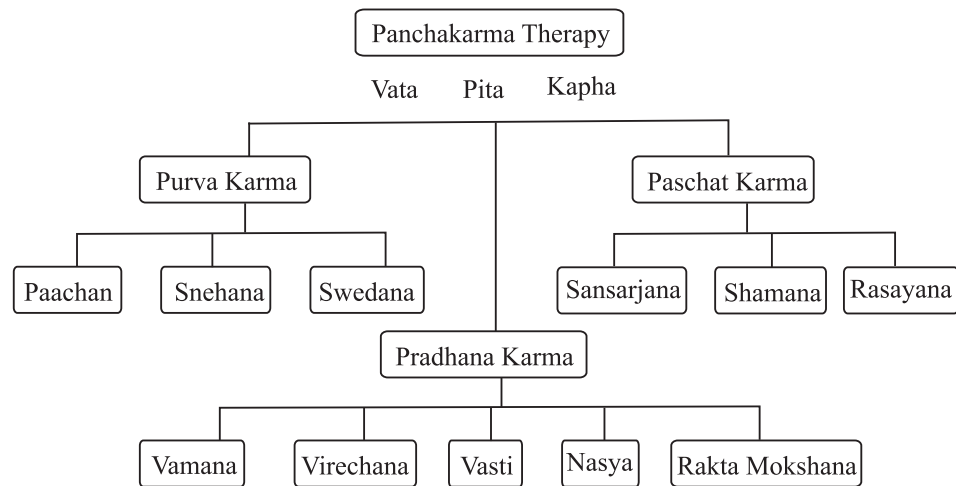 Panchakarma Therapy
Vata Pita Kapha
Purva Karma Paschat Karma
Paachan Snehana Swedana Sansarjana Shamana Rasayana
Pradhana Karma
Vamana Virechana Vasti Nasya Rakta Mokshana